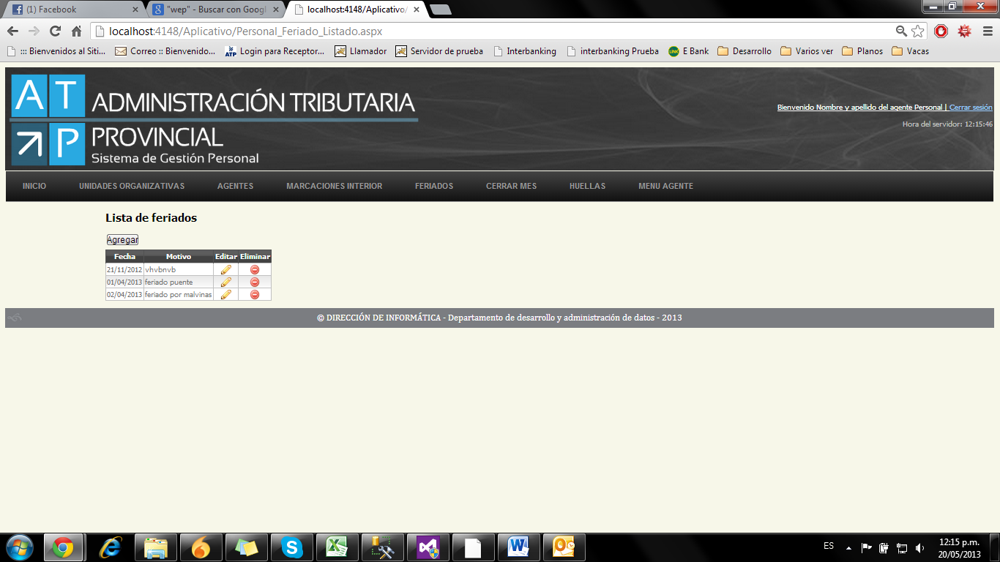 (1) Facebook
"wep" - Buscar con Googl
localhost:4148/Aplicativo/
localhost:4148/Aplicativo/Personal_Feriado_Listado.aspx
::: Bienvenidos al Siti...
Correo :: Bienvenido...
ATP
Login para Receptor...
Llamador
Servidor de prueba
Interbanking
interbanking Prueba
LINK
E Bank
Desarrollo
Varios ver
Planos
Vacas
A T
P
ADMINISTRACIÓN TRIBUTARIA
PROVINCIAL
Sistema de Gestión Personal
Bienvenido Nombre y apellido del agente Personal | Cerrar sesión
Hora del servidor: 12:15:46
INICIO UNIDADES ORGANIZATIVAS AGENTES MARCACIONES INTERIOR FERIADOS CERRAR MES HUELLAS MENU AGENTE
Lista de feriados
Agregar
Fecha Motivo Editar Eliminar
21/11/2012 vhvbnvb
01/04/2013 feriado puente
02/04/2013 feriado por malvinas
© DIRECCIÓN DE INFORMÁTICA - Departamento de desarrollo y administración de datos - 2013
ES
12:15 p.m.
20/05/2013